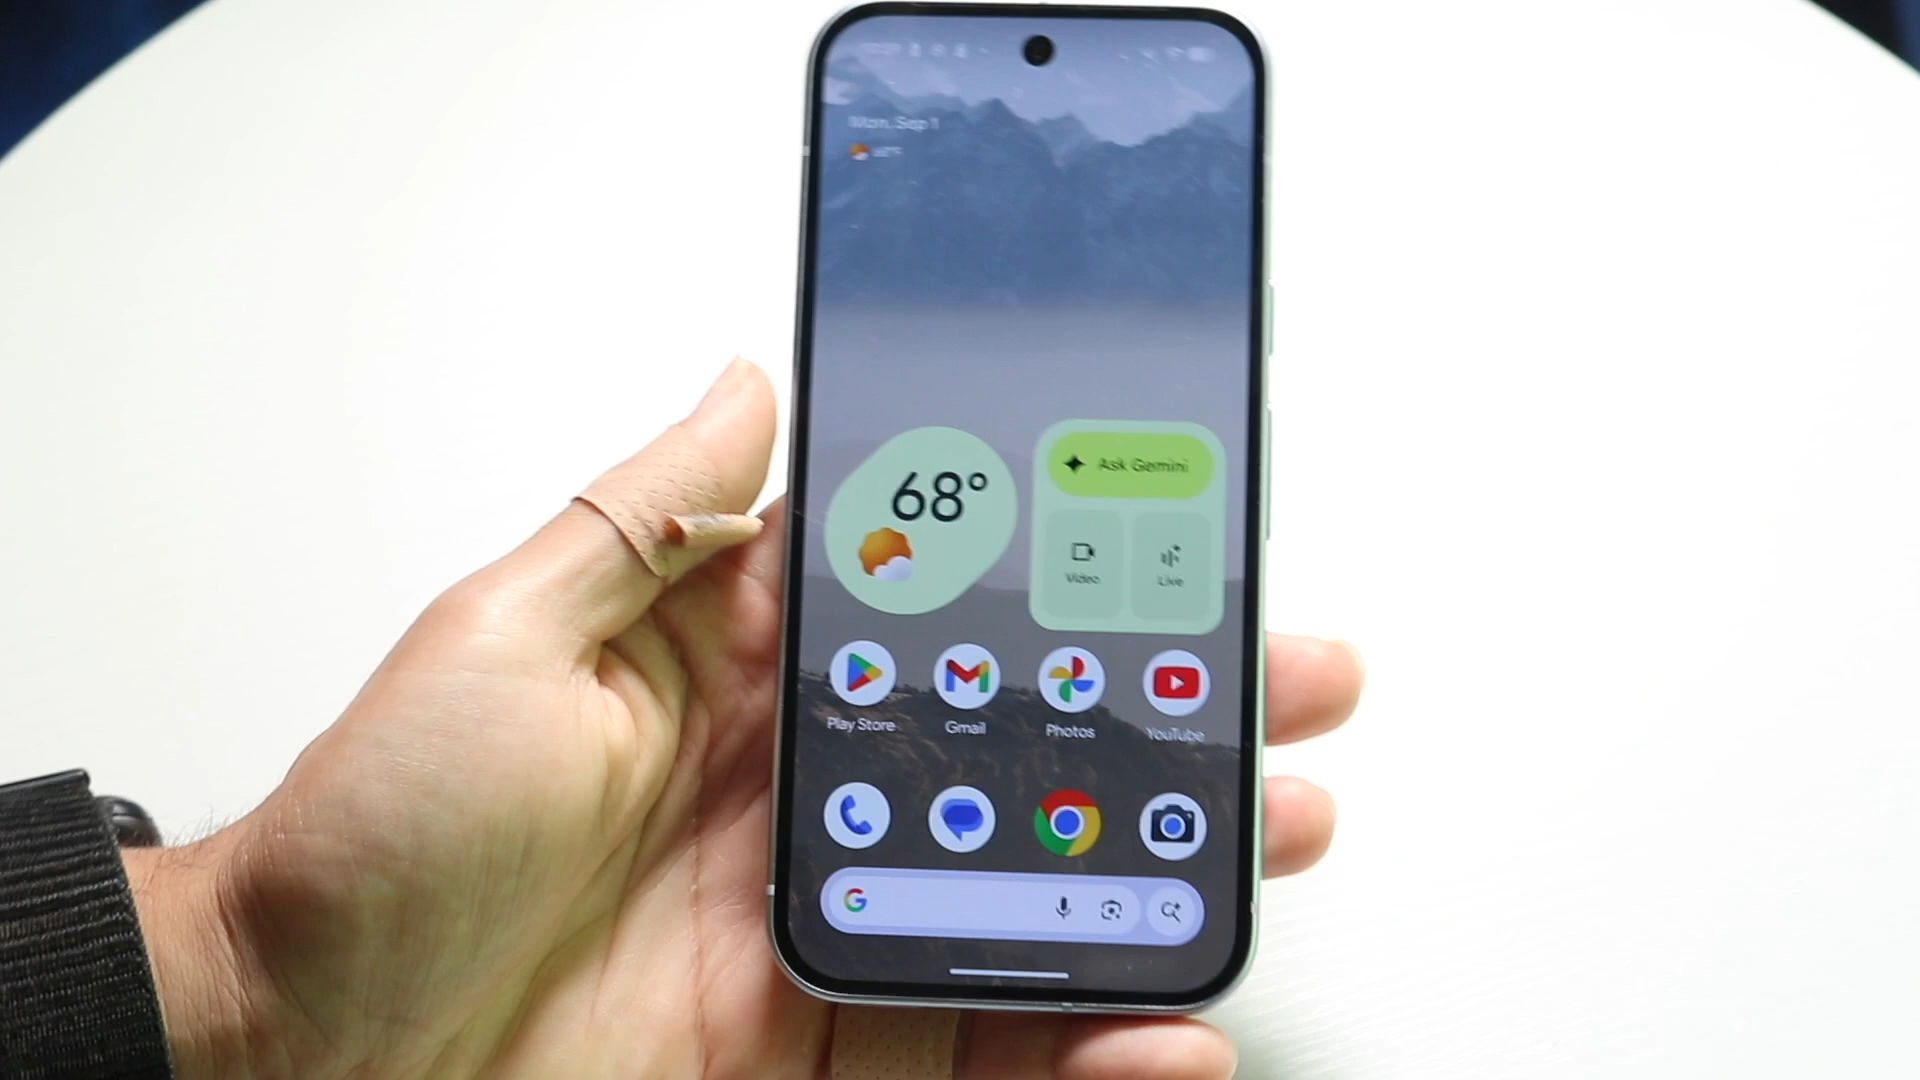 Mon, Sep 1
68°
Ask Gemini
Video Live
Play Store Gmail Photos YouTube